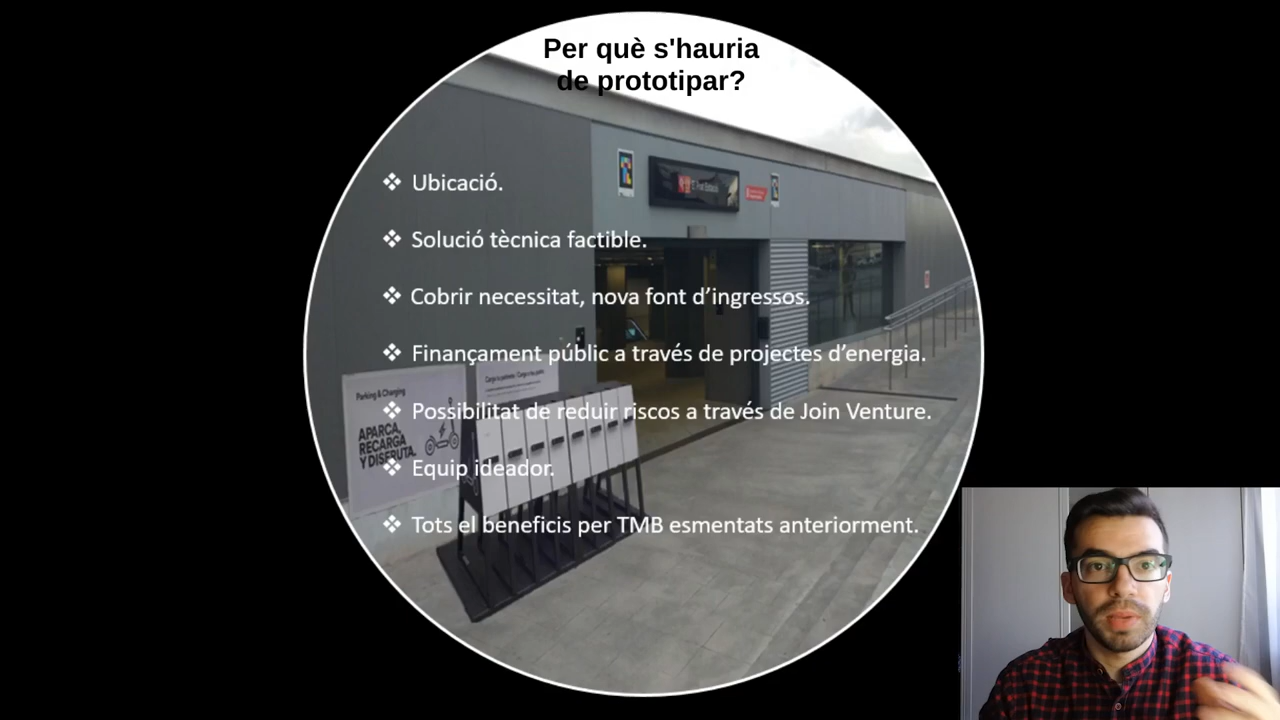 Per què s'hauria
de prototipar?
❖ Ubicació.
❖ Solució tècnica factible.
❖ Cobrir necessitat, nova font d’ingressos.
❖ Finançament públic a través de projectes d’energia.
❖ Possibilitat de reduir riscos a través de Join Venture.
❖ Equip ideador.
❖ Tots el beneficis per TMB esmentats anteriorment.
Parking & Charging
APARCA,
RECARGA
Y DISFRUTA.